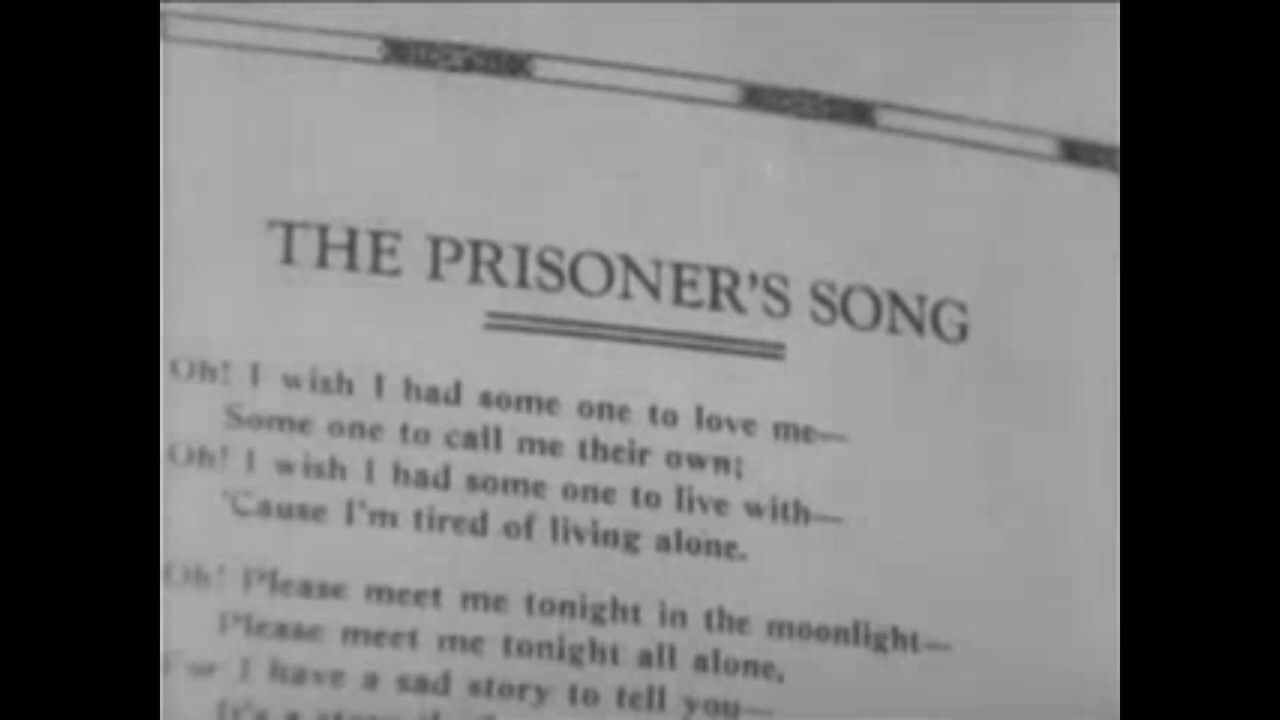 THE PRISONER'S SONG
Oh! I wish I had some one to love me—
Some one to call me their own;
Oh! I wish I had some one to live with—
'Cause I'm tired of living alone.
Oh! Please meet me tonight in the moonlight—
Please meet me tonight all alone,
For I have a sad story to tell you—
It's a